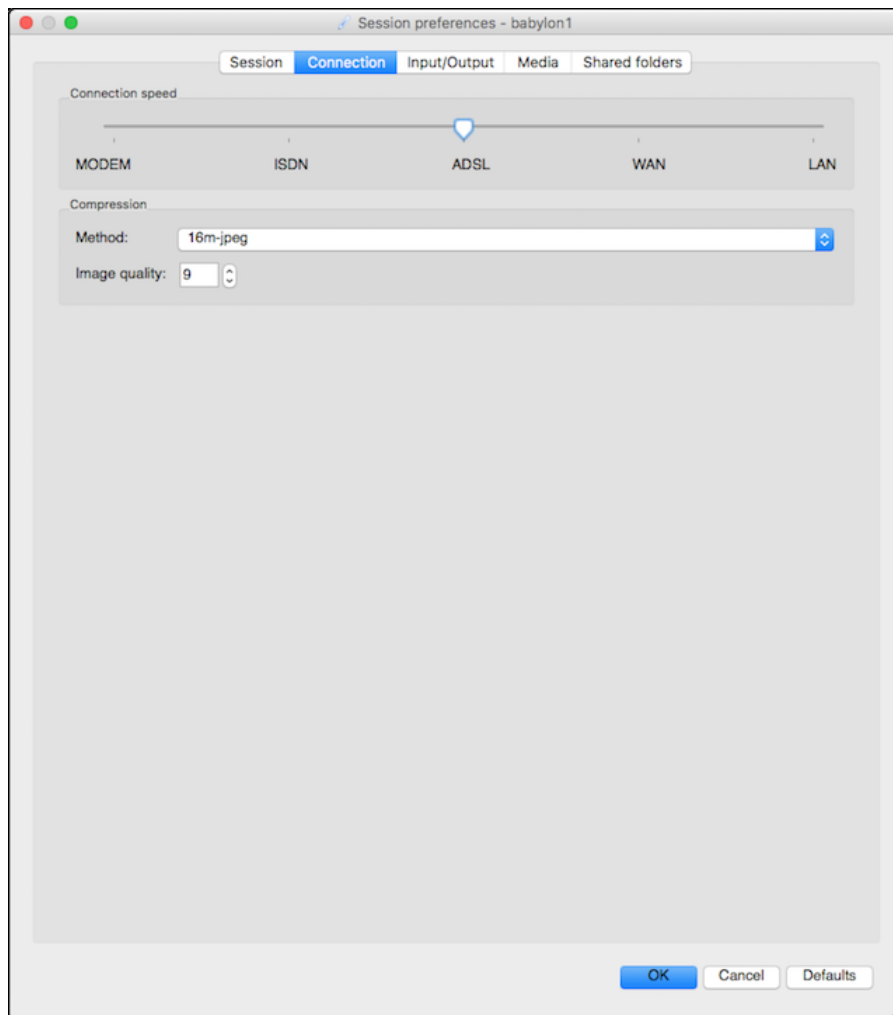 Session preferences - babylon1
Session Connection Input/Output Media Shared folders
Connection speed
MODEM ISDN ADSL WAN LAN
Compression
Method: 16m-jpeg
Image quality: 9
OK Cancel Defaults